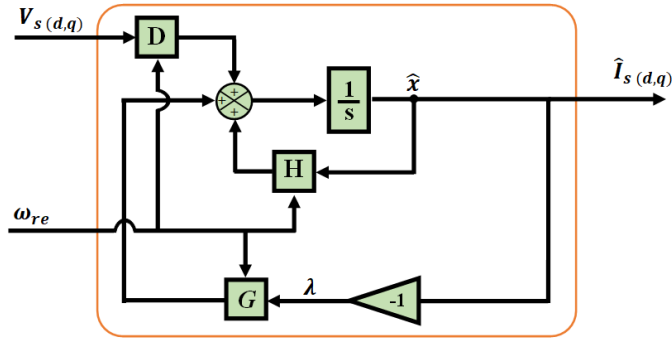 V_s (d,q)
D
Î_s (d,q)
+
+ +
+
1
s
x̂
H
ω_re
G
λ
-1